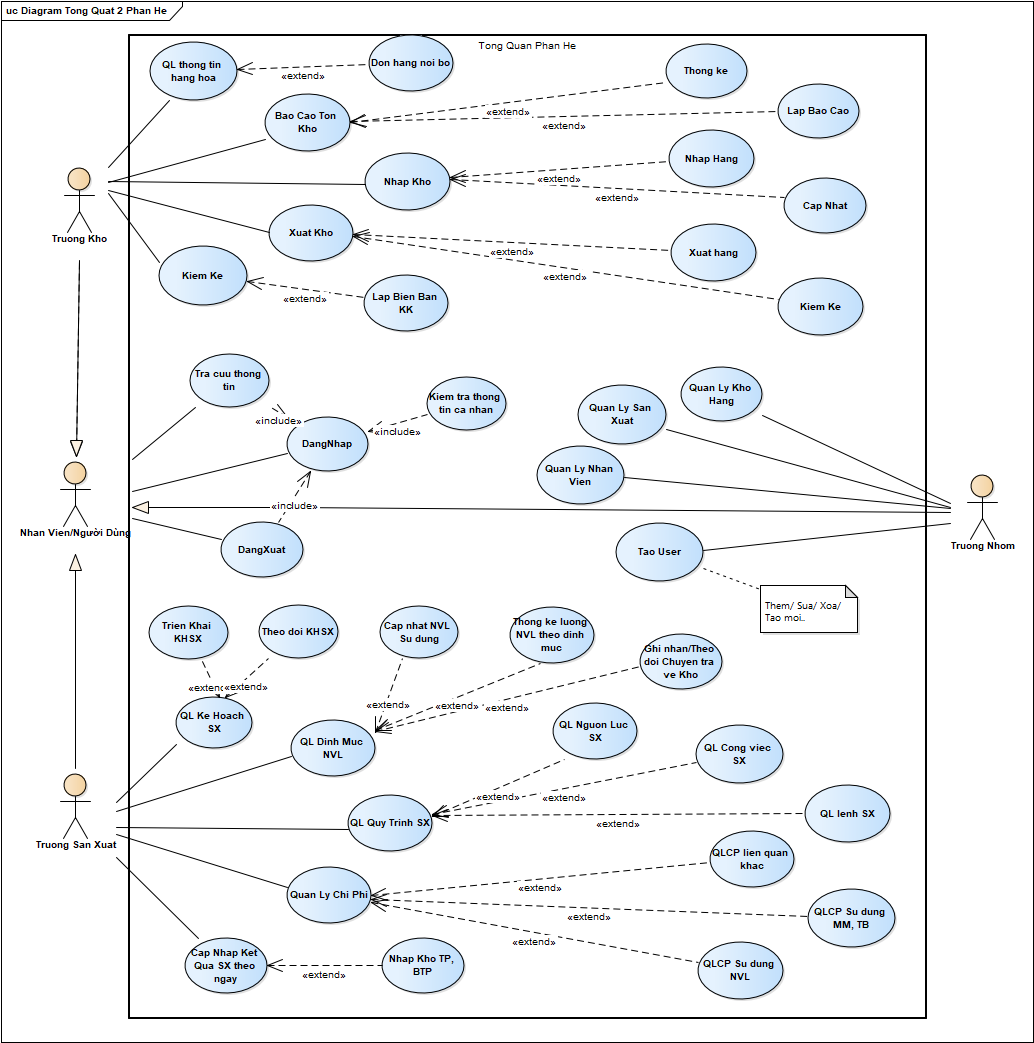 uc Diagram Tong Quat 2 Phan He
Tong Quan Phan He
QL thong tin
hang hoa
«extend»
Don hang noi bo
Bao Cao Ton
Kho
«extend»
Thong ke
«extend»
Lap Bao Cao
Nhap Kho
«extend»
Nhap Hang
«extend»
Cap Nhat
Truong Kho
Xuat Kho
«extend»
Xuat hang
«extend»
Kiem Ke
Kiem Ke
«extend»
Lap Bien Ban
KK
Tra cuu thong
tin
«include»
DangNhap
«include»
Kiem tra thong
tin ca nhan
«include»
DangXuat
Nhan Vien/Người Dùng
Quan Ly Kho
Hang
Quan Ly San
Xuat
Quan Ly Nhan
Vien
Tao User
Truong Nhom
Them/ Sua/ Xoa/
Tao moi..
Trien Khai
KHSX
Theo doi KHSX
«extend»
«extend»
QL Ke Hoach
SX
Cap nhat NVL
Su dung
Thong ke luong
NVL theo dinh
muc
Ghi nhan/Theo
doi Chuyen tra
ve Kho
«extend»
«extend»
«extend»
QL Dinh Muc
NVL
QL Nguon Luc
SX
QL Cong viec
SX
«extend»
«extend»
QL lenh SX
«extend»
QL Quy Trinh SX
Truong San Xuat
QLCP lien quan
khac
«extend»
Quan Ly Chi Phi
«extend»
QLCP Su dung
MM, TB
«extend»
QLCP Su dung
NVL
Cap Nhap Ket
Qua SX theo
ngay
«extend»
Nhap Kho TP,
BTP